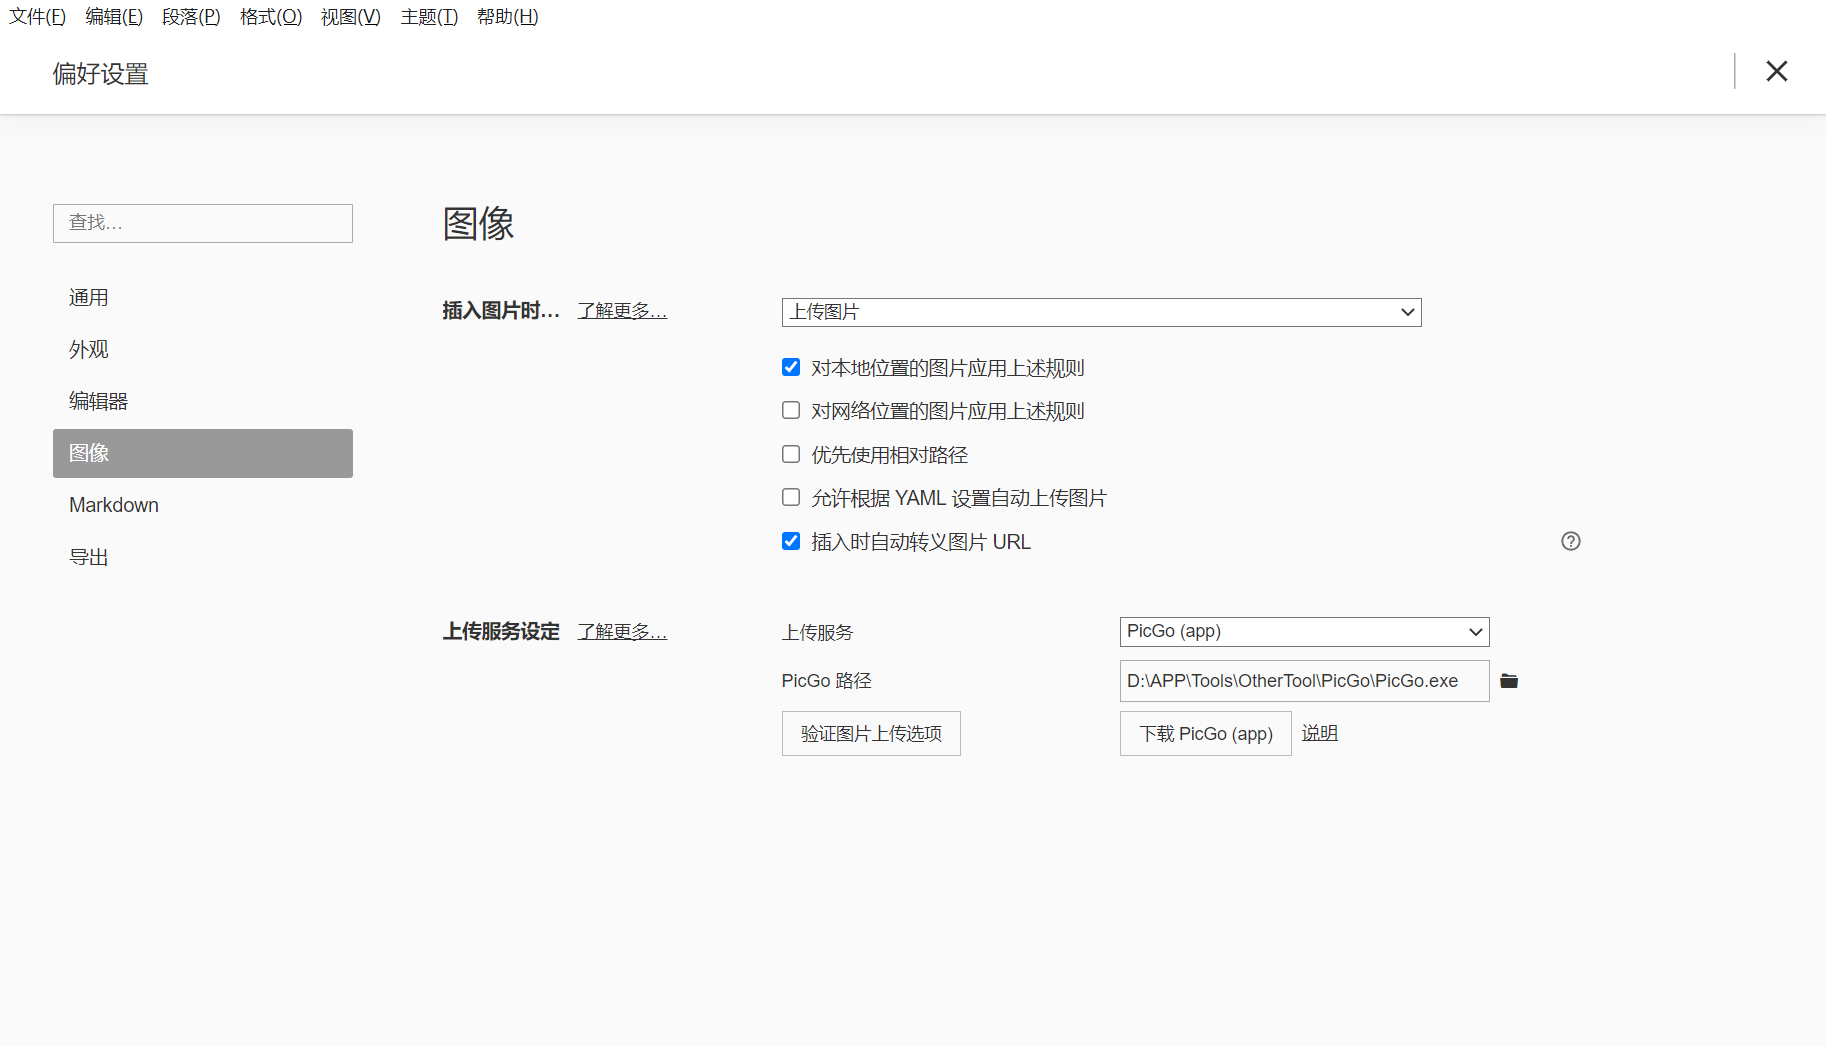 文件(F) 编辑(E) 段落(P) 格式(O) 视图(V) 主题(T) 帮助(H)
偏好设置
查找...
通用
外观
编辑器
图像
Markdown
导出
图像
插入图片时... 了解更多... 上传图片
对本地位置的图片应用上述规则
对网络位置的图片应用上述规则
优先使用相对路径
允许根据 YAML 设置自动上传图片
插入时自动转义图片 URL
上传服务设定 了解更多... 上传服务 PicGo (app)
PicGo 路径 D:\APP\Tools\OtherTool\PicGo\PicGo.exe
验证图片上传选项 下载 PicGo (app) 说明